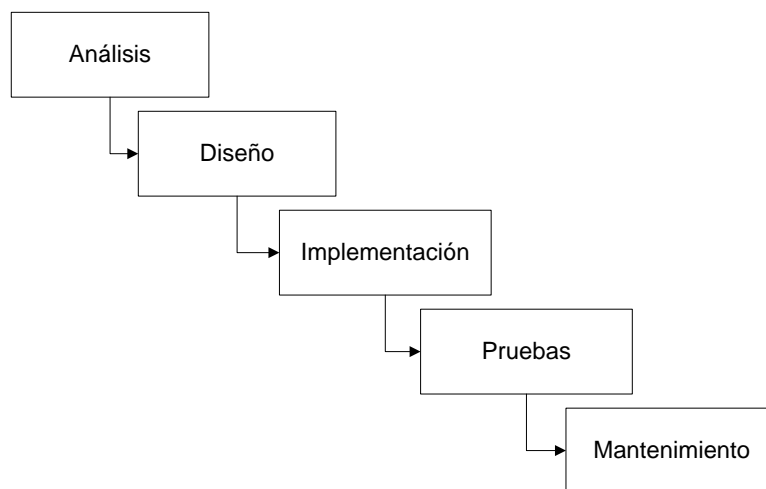 Análisis
Diseño
Implementación
Pruebas
Mantenimiento